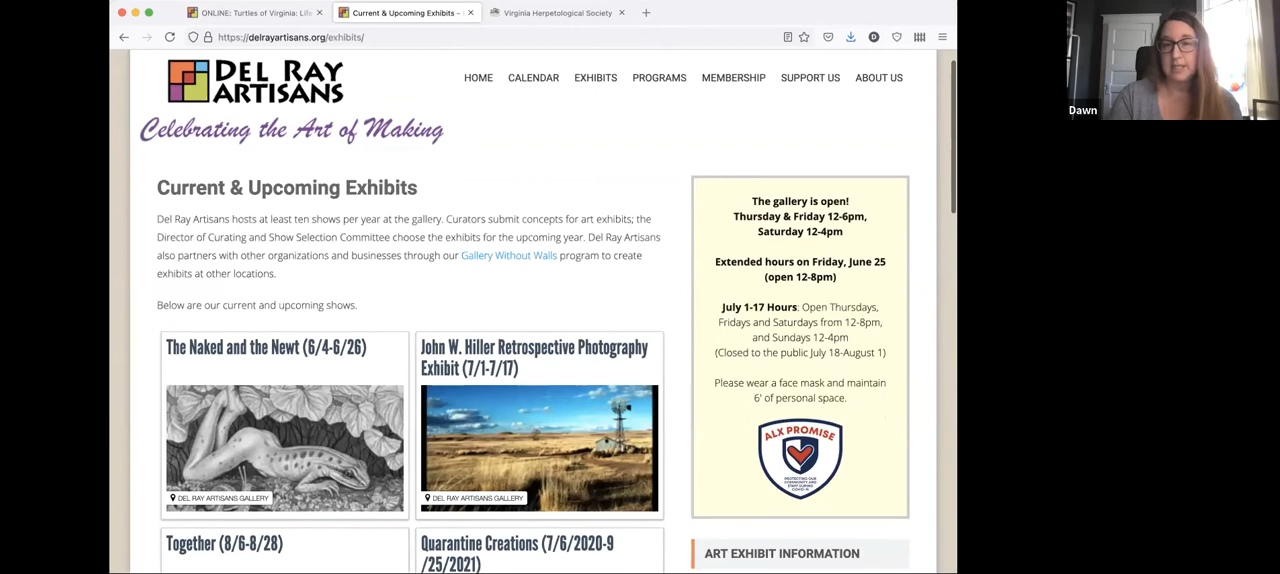 ONLINE: Turtles of Virginia: Life
Current & Upcoming Exhibits –
Virginia Herpetological Society
https://delrayartisans.org/exhibits/
Dawn
DEL RAY
ARTISANS
Celebrating the Art of Making
HOME CALENDAR EXHIBITS PROGRAMS MEMBERSHIP SUPPORT US ABOUT US
Current & Upcoming Exhibits
Del Ray Artisans hosts at least ten shows per year at the gallery. Curators submit concepts for art exhibits; the
Director of Curating and Show Selection Committee choose the exhibits for the upcoming year. Del Ray Artisans
also partners with other organizations and businesses through our Gallery Without Walls program to create
exhibits at other locations.
Below are our current and upcoming shows.
The Naked and the Newt (6/4-6/26)
DEL RAY ARTISANS GALLERY
John W. Hiller Retrospective Photography
Exhibit (7/1-7/17)
DEL RAY ARTISANS GALLERY
Together (8/6-8/28)
Quarantine Creations (7/6/2020-9
/25/2021)
The gallery is open!
Thursday & Friday 12-6pm,
Saturday 12-4pm
Extended hours on Friday, June 25
(open 12-8pm)
July 1-17 Hours: Open Thursdays,
Fridays and Saturdays from 12-8pm,
and Sundays 12-4pm
(Closed to the public July 18-August 1)
Please wear a face mask and maintain
6' of personal space.
ALX PROMISE
PROTECTING OUR
COMMUNITY AND
STAFF DURING
COVID-19
ART EXHIBIT INFORMATION